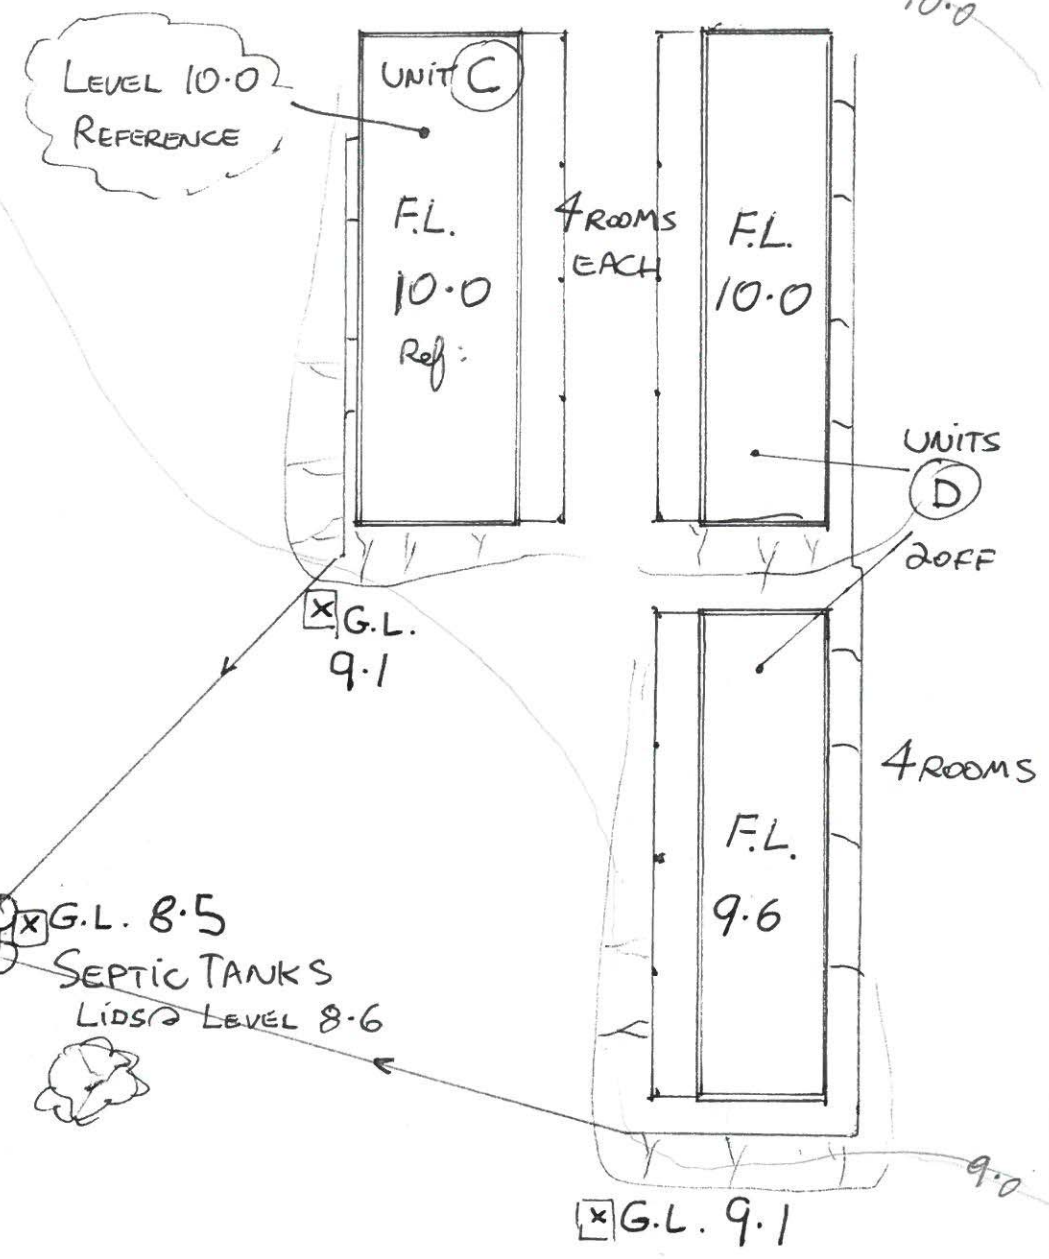 10.0
LEVEL 10.0
REFERENCE
UNIT C
F.L.
10.0
Ref:
4 ROOMS
EACH
F.L.
10.0
UNITS
D
2 OFF
X G.L.
9.1
4 ROOMS
F.L.
9.6
X G.L. 8.5
SEPTIC TANKS
LIDS @ LEVEL 8.6
9.0
X G.L. 9.1